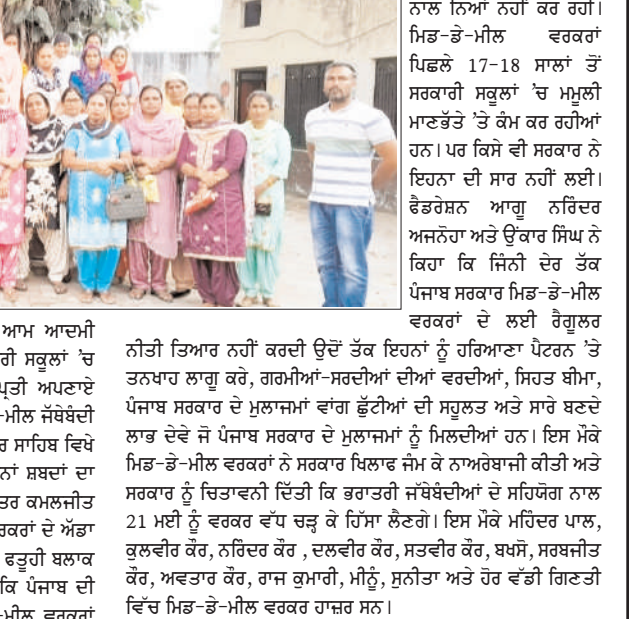 ਆਮ ਆਦਮੀ
ਰੀ ਸਕੂਲਾਂ ’ਚ
ਪ੍ਰਤੀ ਅਪਣਾਏ
-ਮੀਲ ਜੱਥੇਬੰਦੀ
ਰ ਸਾਹਿਬ ਵਿਖੇ
ਨਾਂ ਸ਼ਬਦਾਂ ਦਾ
ਤਰ ਕਮਲਜੀਤ
ਰਕਰਾਂ ਦੇ ਅੱਡਾ
ਫਤੂਹੀ ਬਲਾਕ
ਕਿ ਪੰਜਾਬ ਦੀ
-ਮੀਲ ਵਰਕਰਾਂ
ਨਾਲ ਨਿਆਂ ਨਹੀਂ ਕਰ ਰਹੀ।
ਮਿਡ-ਡੇ-ਮੀਲ ਵਰਕਰਾਂ
ਪਿਛਲੇ 17-18 ਸਾਲਾਂ ਤੋਂ
ਸਰਕਾਰੀ ਸਕੂਲਾਂ ’ਚ ਮਮੂਲੀ
ਮਾਣਭੱਤੇ ’ਤੇ ਕੰਮ ਕਰ ਰਹੀਆਂ
ਹਨ। ਪਰ ਕਿਸੇ ਵੀ ਸਰਕਾਰ ਨੇ
ਇਹਨਾ ਦੀ ਸਾਰ ਨਹੀਂ ਲਈ।
ਫੈਡਰੇਸ਼ਨ ਆਗੂ ਨਰਿੰਦਰ
ਅਜਨੋਹਾ ਅਤੇ ਉਂਕਾਰ ਸਿੰਘ ਨੇ
ਕਿਹਾ ਕਿ ਜਿੰਨੀ ਦੇਰ ਤੱਕ
ਪੰਜਾਬ ਸਰਕਾਰ ਮਿਡ-ਡੇ-ਮੀਲ
ਵਰਕਰਾਂ ਦੇ ਲਈ ਰੈਗੂਲਰ
ਨੀਤੀ ਤਿਆਰ ਨਹੀਂ ਕਰਦੀ ਉਦੋਂ ਤੱਕ ਇਹਨਾਂ ਨੂੰ ਹਰਿਆਣਾ ਪੈਟਰਨ ’ਤੇ
ਤਨਖਾਹ ਲਾਗੂ ਕਰੇ, ਗਰਮੀਆਂ-ਸਰਦੀਆਂ ਦੀਆਂ ਵਰਦੀਆਂ, ਸਿਹਤ ਬੀਮਾ,
ਪੰਜਾਬ ਸਰਕਾਰ ਦੇ ਮੁਲਾਜਮਾਂ ਵਾਂਗ ਛੁੱਟੀਆਂ ਦੀ ਸਹੂਲਤ ਅਤੇ ਸਾਰੇ ਬਣਦੇ
ਲਾਭ ਦੇਵੇ ਜੋ ਪੰਜਾਬ ਸਰਕਾਰ ਦੇ ਮੁਲਾਜਮਾਂ ਨੂੰ ਮਿਲਦੀਆਂ ਹਨ। ਇਸ ਮੌਕੇ
ਮਿਡ-ਡੇ-ਮੀਲ ਵਰਕਰਾਂ ਨੇ ਸਰਕਾਰ ਖਿਲਾਫ ਜੰਮ ਕੇ ਨਾਅਰੇਬਾਜੀ ਕੀਤੀ ਅਤੇ
ਸਰਕਾਰ ਨੂੰ ਚਿਤਾਵਨੀ ਦਿੱਤੀ ਕਿ ਭਰਾਤਰੀ ਜੱਥੇਬੰਦੀਆਂ ਦੇ ਸਹਿਯੋਗ ਨਾਲ
21 ਮਈ ਨੂੰ ਵਰਕਰ ਵੱਧ ਚੜ੍ਹ ਕੇ ਹਿੱਸਾ ਲੈਣਗੇ। ਇਸ ਮੌਕੇ ਮਹਿੰਦਰ ਪਾਲ,
ਕੁਲਵੀਰ ਕੌਰ, ਨਰਿੰਦਰ ਕੌਰ , ਦਲਵੀਰ ਕੌਰ, ਸਤਵੀਰ ਕੌਰ, ਬਖਸੋ, ਸਰਬਜੀਤ
ਕੌਰ, ਅਵਤਾਰ ਕੌਰ, ਰਾਜ ਕੁਮਾਰੀ, ਮੀਨੂੰ, ਸੁਨੀਤਾ ਅਤੇ ਹੋਰ ਵੱਡੀ ਗਿਣਤੀ
ਵਿੱਚ ਮਿਡ-ਡੇ-ਮੀਲ ਵਰਕਰ ਹਾਜ਼ਰ ਸਨ।